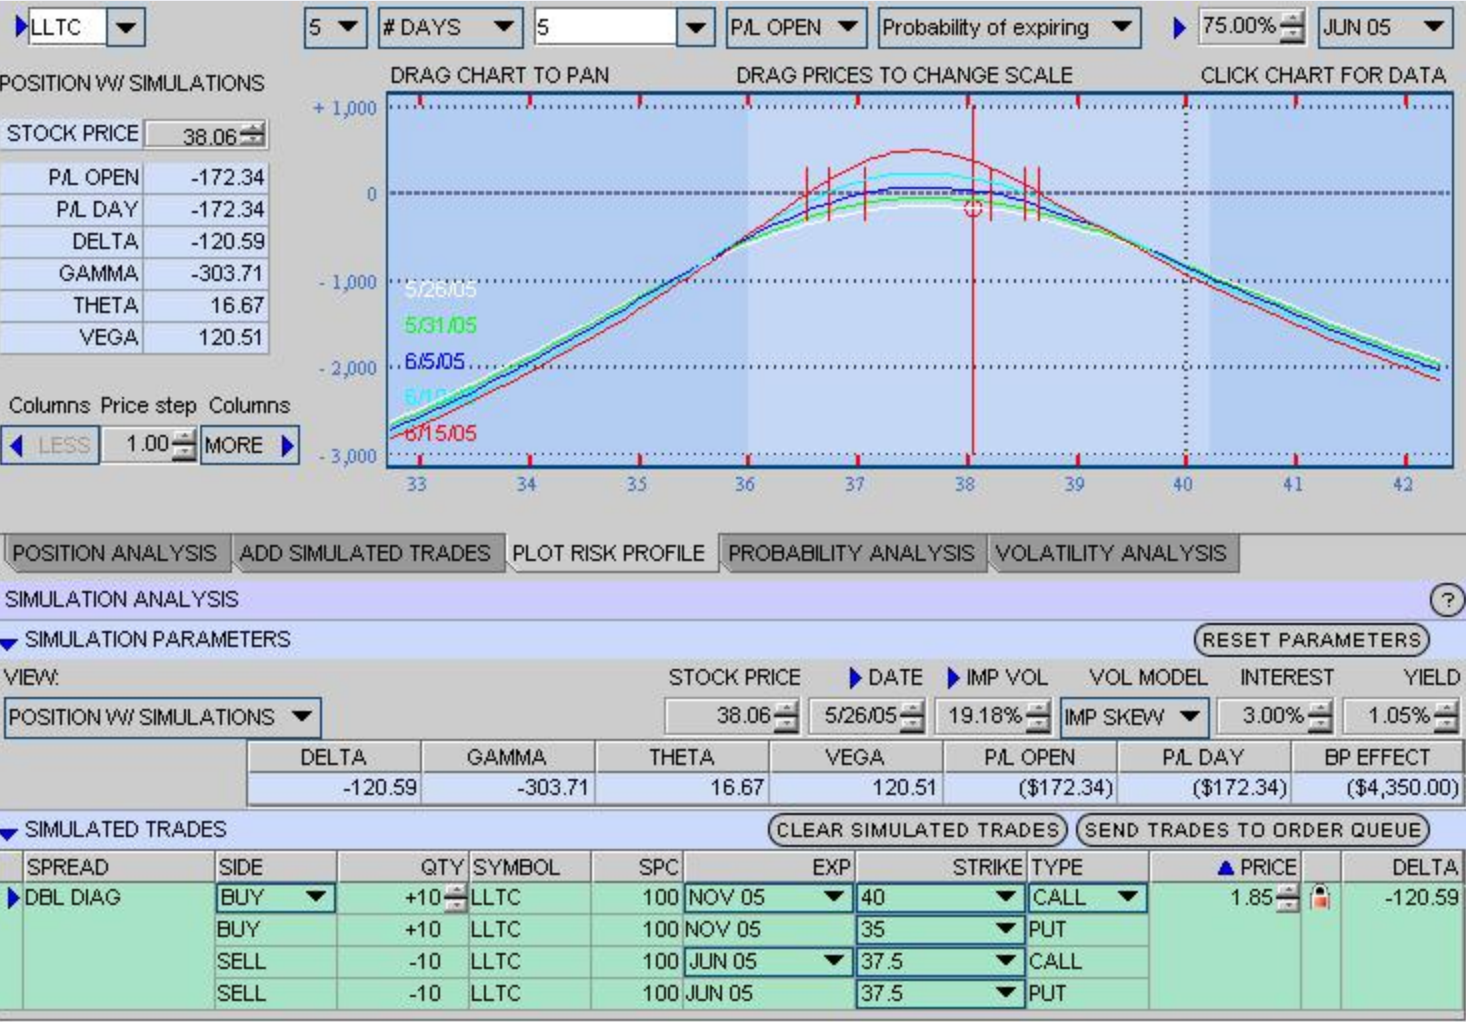 LLTC 5 # DAYS 5 P/L OPEN Probability of expiring 75.00% JUN 05
POSITION W/ SIMULATIONS DRAG CHART TO PAN DRAG PRICES TO CHANGE SCALE CLICK CHART FOR DATA
STOCK PRICE 38.06
P/L OPEN -172.34
P/L DAY -172.34
DELTA -120.59
GAMMA -303.71
THETA 16.67
VEGA 120.51
Columns Price step Columns
LESS 1.00 MORE
+ 1,000
0
- 1,000
- 2,000
- 3,000
5/26/05
5/31/05
6/5/05
6/15/05
33 34 35 36 37 38 39 40 41 42
POSITION ANALYSIS ADD SIMULATED TRADES PLOT RISK PROFILE PROBABILITY ANALYSIS VOLATILITY ANALYSIS
SIMULATION ANALYSIS ?
SIMULATION PARAMETERS RESET PARAMETERS
VIEW: STOCK PRICE DATE IMP VOL VOL MODEL INTEREST YIELD
POSITION W/ SIMULATIONS 38.06 5/26/05 19.18% IMP SKEW 3.00% 1.05%
DELTA GAMMA THETA VEGA P/L OPEN P/L DAY BP EFFECT
-120.59 -303.71 16.67 120.51 ($172.34) ($172.34) ($4,350.00)
SIMULATED TRADES CLEAR SIMULATED TRADES SEND TRADES TO ORDER QUEUE
SPREAD SIDE QTY SYMBOL SPC EXP STRIKE TYPE PRICE DELTA
DBL DIAG BUY +10 LLTC 100 NOV 05 40 CALL 1.85 -120.59
BUY +10 LLTC 100 NOV 05 35 PUT
SELL -10 LLTC 100 JUN 05 37.5 CALL
SELL -10 LLTC 100 JUN 05 37.5 PUT